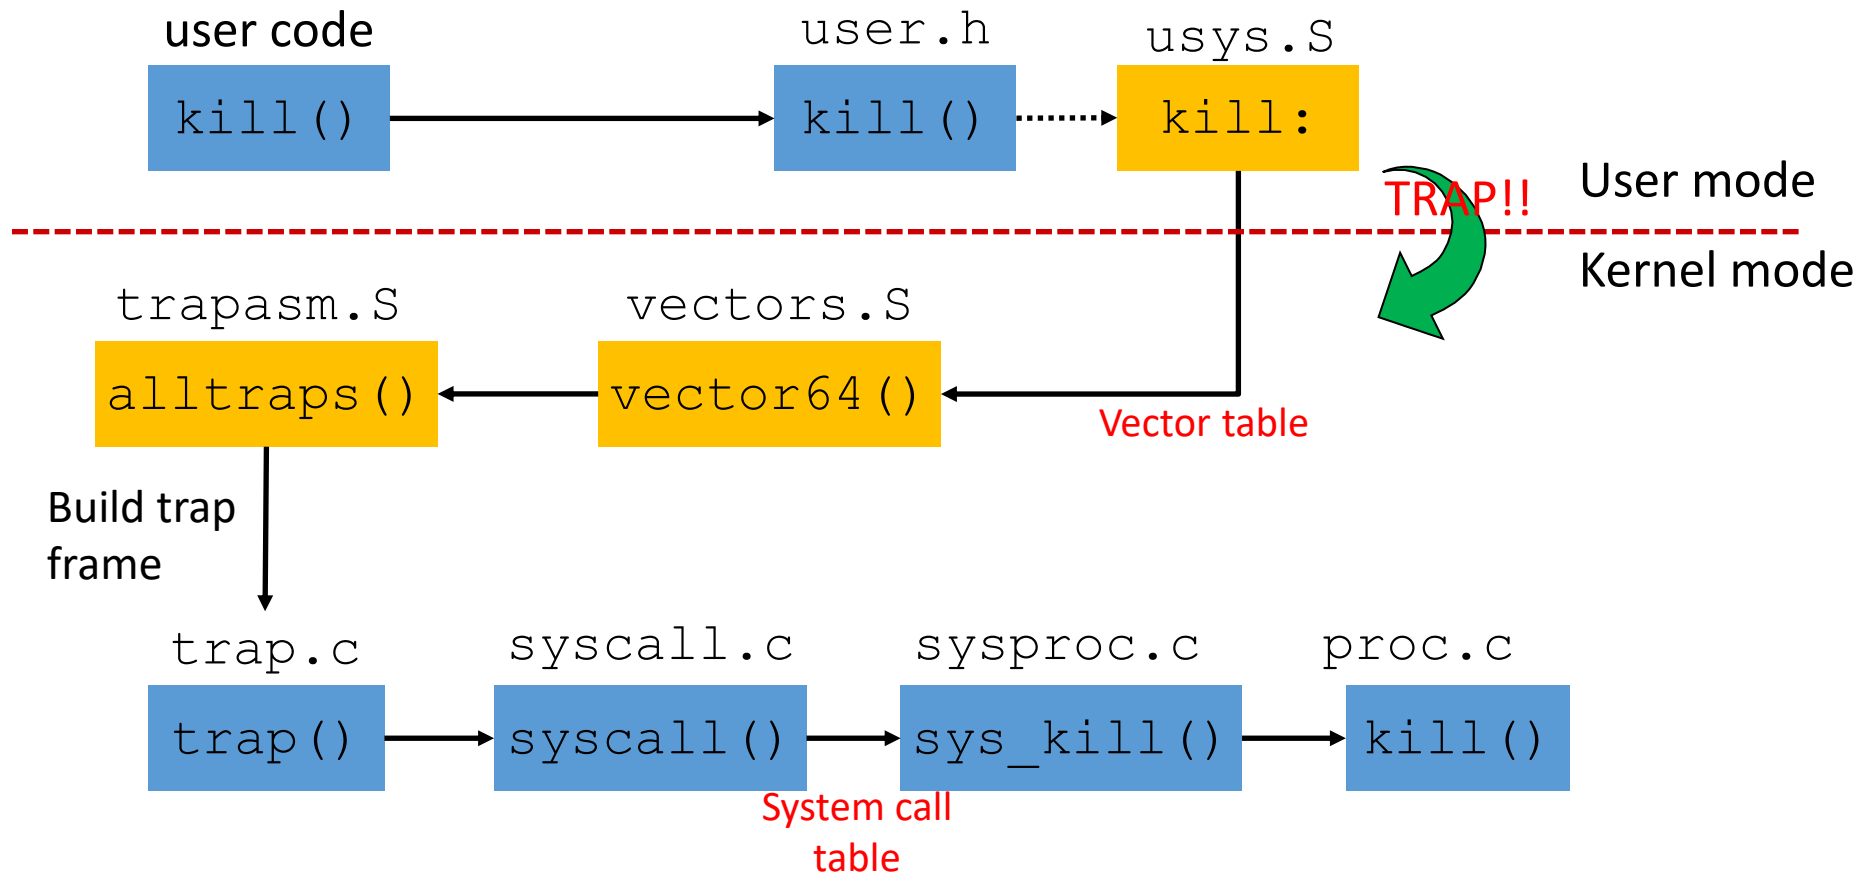 user code
user.h
usys.S
kill()
kill()
kill:
TRAP!!
User mode
Kernel mode
trapasm.S
vectors.S
alltraps()
vector64()
Vector table
Build trap
frame
trap.c
syscall.c
sysproc.c
proc.c
trap()
syscall()
sys_kill()
kill()
System call
table